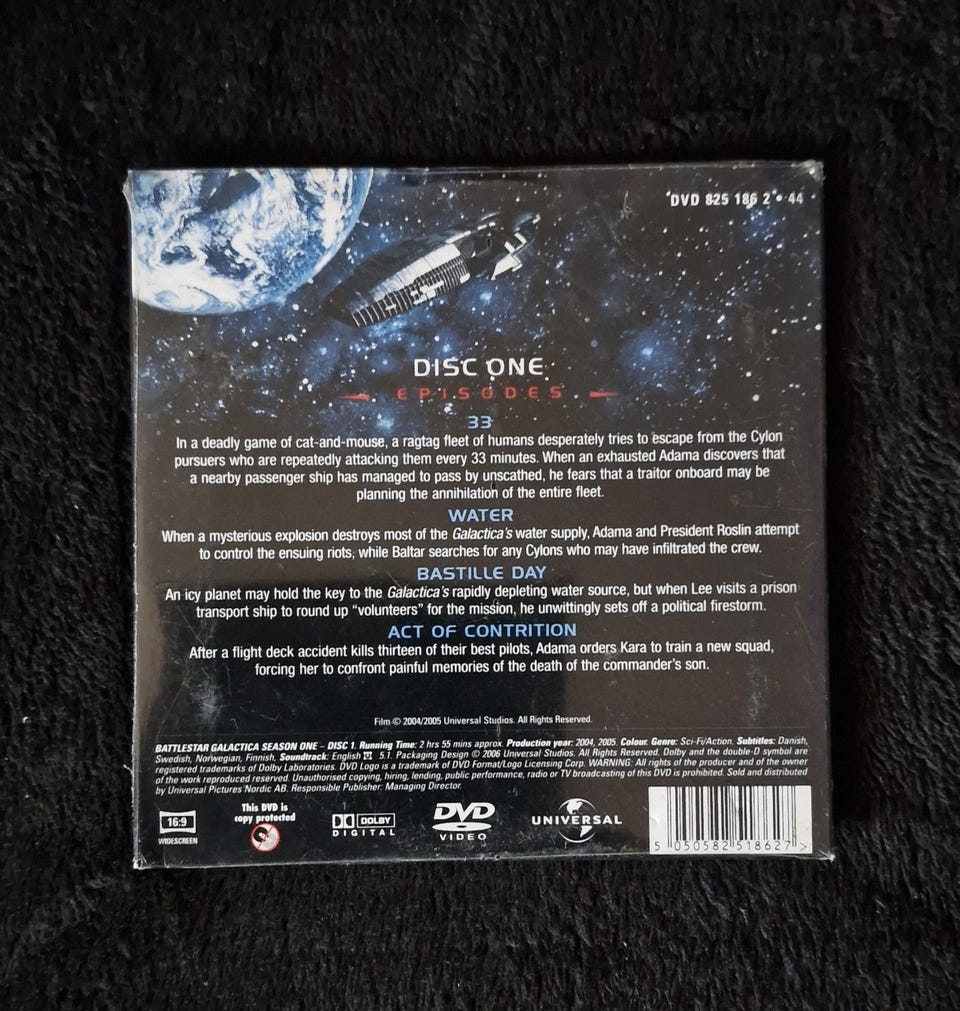 DVD 825 186 2 • 44
DISC ONE
EPISODES
33
In a deadly game of cat-and-mouse, a ragtag fleet of humans desperately tries to escape from the Cylon
pursuers who are repeatedly attacking them every 33 minutes. When an exhausted Adama discovers that
a nearby passenger ship has managed to pass by unscathed, he fears that a traitor onboard may be
planning the annihilation of the entire fleet.
WATER
When a mysterious explosion destroys most of the Galactica's water supply, Adama and President Roslin attempt
to control the ensuing riots, while Baltar searches for any Cylons who may have infiltrated the crew.
BASTILLE DAY
An icy planet may hold the key to the Galactica's rapidly depleting water source, but when Lee visits a prison
transport ship to round up "volunteers" for the mission, he unwittingly sets off a political firestorm.
ACT OF CONTRITION
After a flight deck accident kills thirteen of their best pilots, Adama orders Kara to train a new squad,
forcing her to confront painful memories of the death of the commander's son.
Film © 2004/2005 Universal Studios. All Rights Reserved.
BATTLESTAR GALACTICA SEASON ONE – DISC 1. Running Time: 2 hrs 55 mins approx. Production year: 2004, 2005. Colour. Genre: Sci-Fi/Action. Subtitles: Danish,
Swedish, Norwegian, Finnish, Soundtrack: English 5.1. Packaging Design © 2006 Universal Studios. All Rights Reserved. Dolby and the double-D symbol are
registered trademarks of Dolby Laboratories. DVD Logo is a trademark of DVD Format/Logo Licensing Corp. WARNING: All rights of the producer and of the owner
of the work reproduced reserved. Unauthorised copying, hiring, lending, public performance, radio or TV broadcasting of this DVD is prohibited. Sold and distributed
by Universal Pictures Nordic AB. Responsible Publisher: Managing Director.
16:9
WIDESCREEN
This DVD is
copy protected
DOLBY
DIGITAL
DVD
VIDEO
UNIVERSAL
5 050582 518627 >